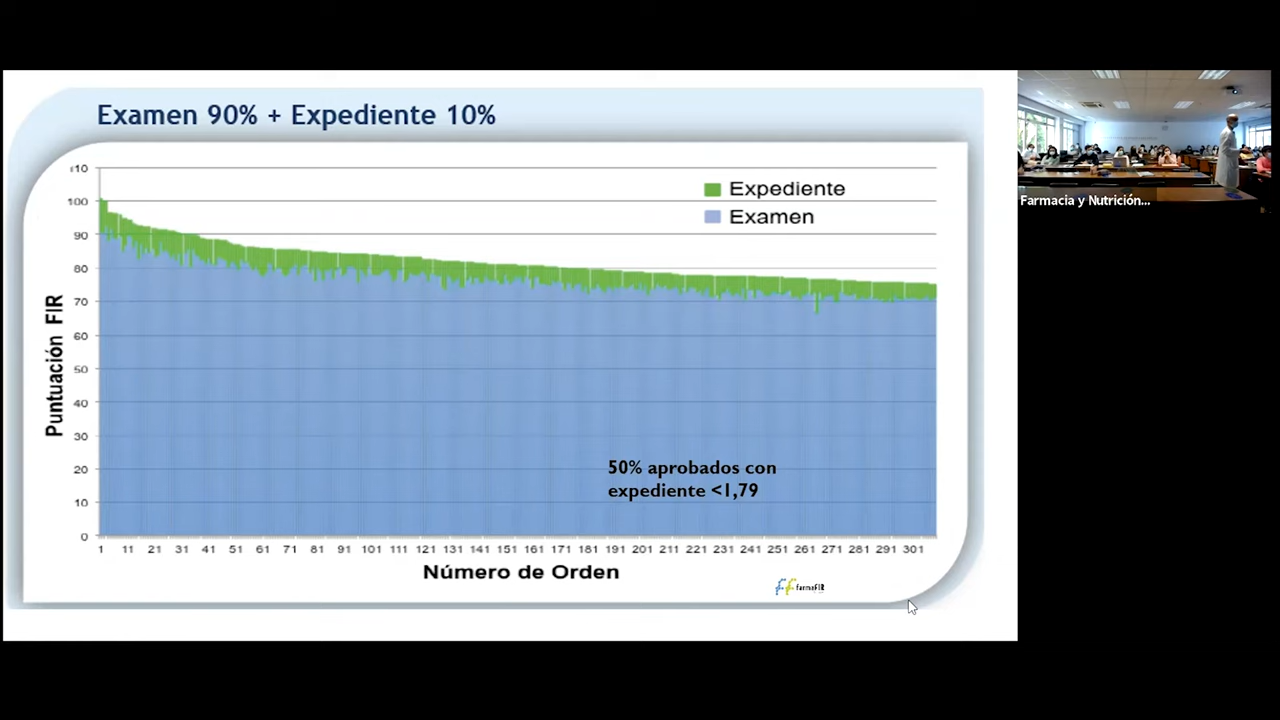 Examen 90% + Expediente 10%
Farmacia y Nutrición...
110
100
90
80
70
60
50
40
30
20
10
0
Puntuación FIR
Expediente
Examen
50% aprobados con
expediente <1,79
1 11 21 31 41 51 61 71 81 91 101 111 121 131 141 151 161 171 181 191 201 211 221 231 241 251 261 271 281 291 301
Número de Orden
farmaFIR